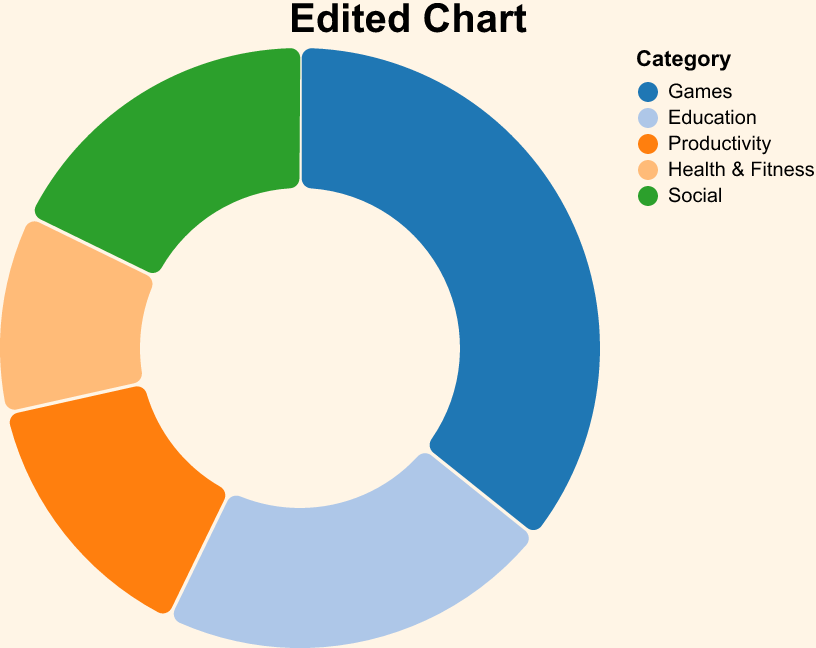 Edited Chart
Category
Games
Education
Productivity
Health & Fitness
Social